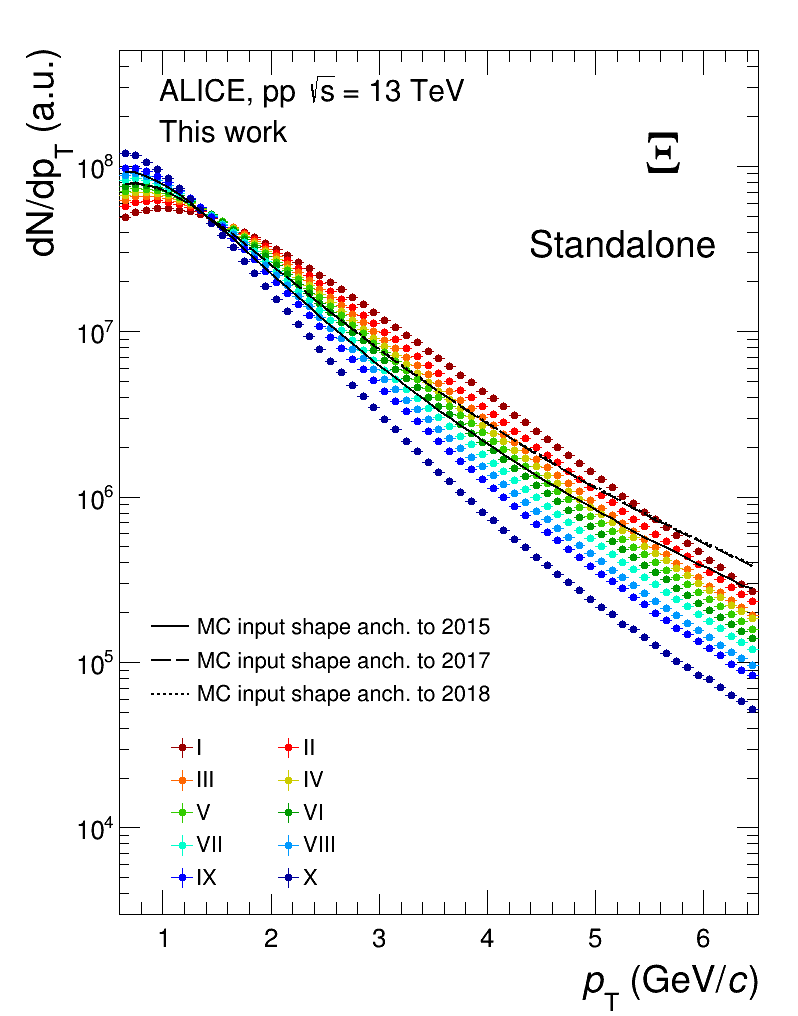 ALICE, pp √s = 13 TeV
This work
Ξ
Standalone
dN/dp_T (a.u.)
10^8
10^7
10^6
10^5
10^4
MC input shape anch. to 2015
MC input shape anch. to 2017
MC input shape anch. to 2018
I II
III IV
V VI
VII VIII
IX X
1 2 3 4 5 6
p_T (GeV/c)